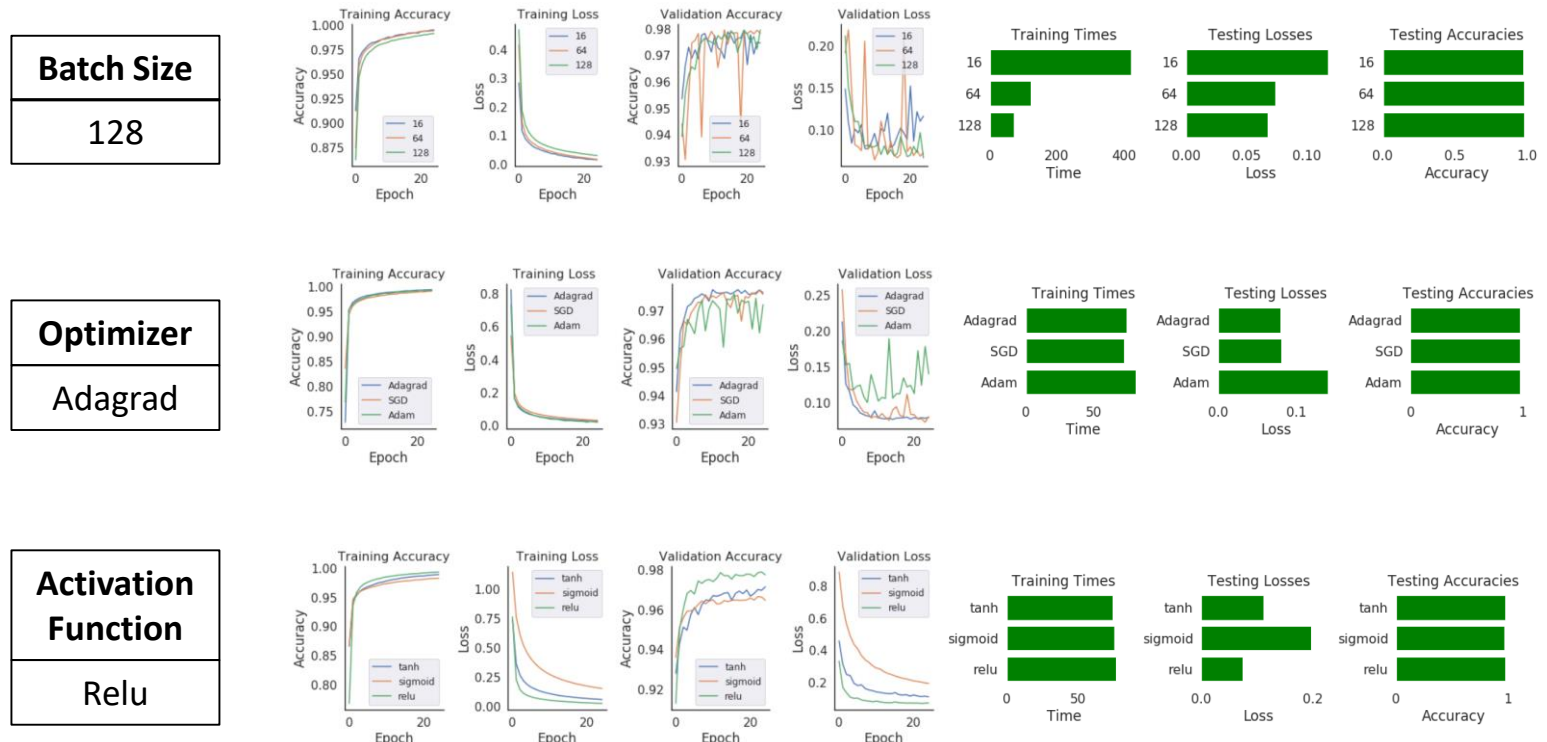 Batch Size
128
Training Accuracy
1.000
0.975
0.950
0.925
0.900
0.875
Accuracy
16
64
128
0 20
Epoch
Training Loss
0.4
0.3
0.2
0.1
0.0
Loss
16
64
128
0 20
Epoch
Validation Accuracy
0.98
0.97
0.96
0.95
0.94
0.93
Accuracy
16
64
128
0 20
Epoch
Validation Loss
0.20
0.15
0.10
Loss
16
64
128
0 20
Epoch
Training Times
16
64
128
0 200 400
Time
Testing Losses
16
64
128
0.00 0.05 0.10
Loss
Testing Accuracies
16
64
128
0.0 0.5 1.0
Accuracy
Optimizer
Adagrad
Training Accuracy
1.00
0.95
0.90
0.85
0.80
0.75
Accuracy
Adagrad
SGD
Adam
0 20
Epoch
Training Loss
0.8
0.6
0.4
0.2
0.0
Loss
Adagrad
SGD
Adam
0 20
Epoch
Validation Accuracy
0.97
0.96
0.95
0.94
0.93
Accuracy
Adagrad
SGD
Adam
0 20
Epoch
Validation Loss
0.25
0.20
0.15
0.10
Loss
Adagrad
SGD
Adam
0 20
Epoch
Training Times
Adagrad
SGD
Adam
0 50
Time
Testing Losses
Adagrad
SGD
Adam
0.0 0.1
Loss
Testing Accuracies
Adagrad
SGD
Adam
0 1
Accuracy
Activation
Function
Relu
Training Accuracy
1.00
0.95
0.90
0.85
0.80
Accuracy
tanh
sigmoid
relu
0 20
Epoch
Training Loss
1.00
0.75
0.50
0.25
0.00
Loss
tanh
sigmoid
relu
0 20
Epoch
Validation Accuracy
0.98
0.96
0.94
0.92
Accuracy
tanh
sigmoid
relu
0 20
Epoch
Validation Loss
0.8
0.6
0.4
0.2
Loss
tanh
sigmoid
relu
0 20
Epoch
Training Times
tanh
sigmoid
relu
0 50
Time
Testing Losses
tanh
sigmoid
relu
0.0 0.2
Loss
Testing Accuracies
tanh
sigmoid
relu
0 1
Accuracy